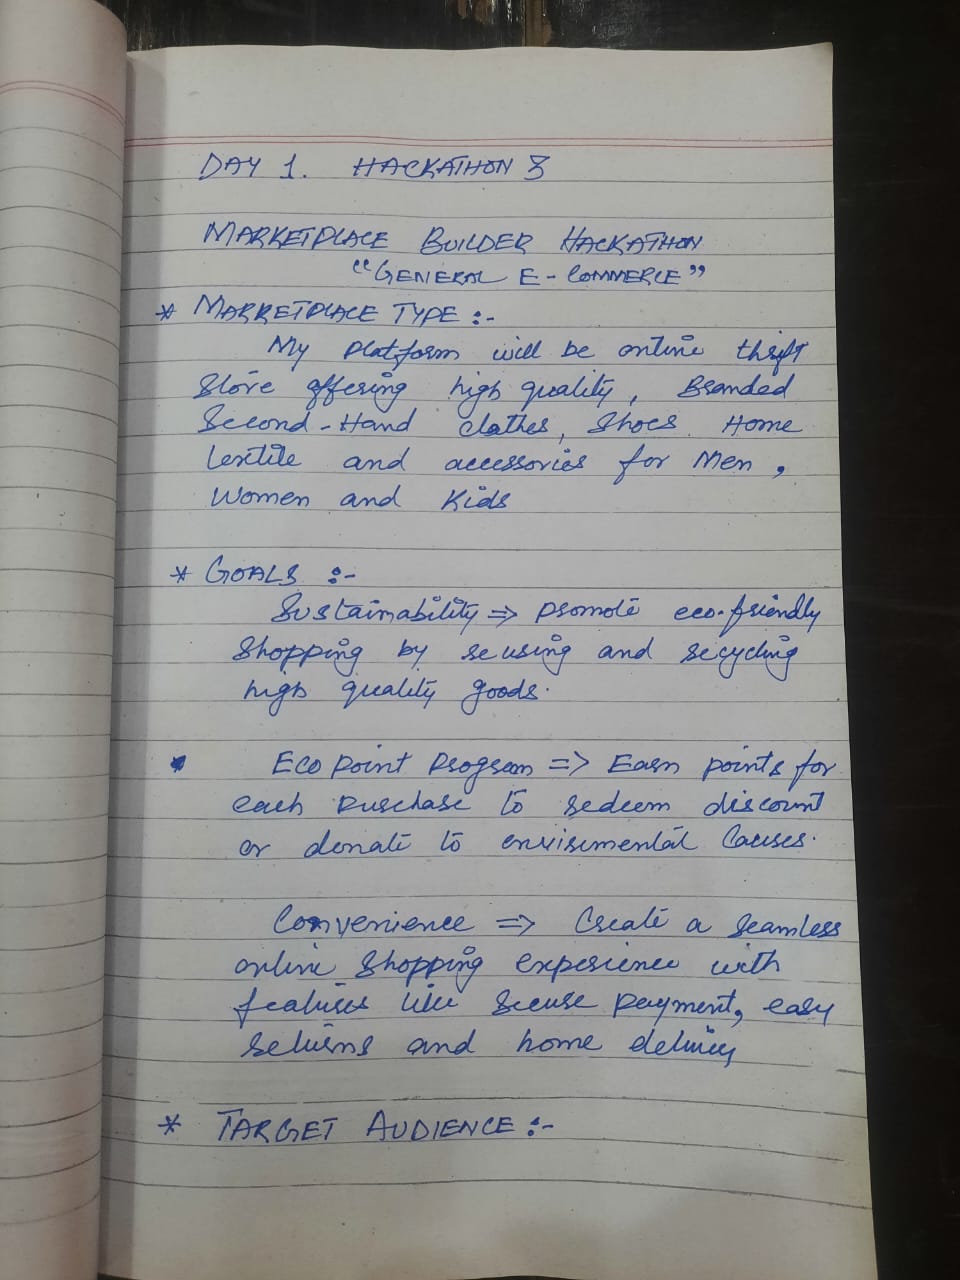 DAY 1. HACKATHON 3
MARKETPLACE BUILDER HACKATHON
"GENERAL E-COMMERCE"
* MARKETPLACE TYPE :-
My platform will be online thrift
Store offering high quality, Branded
Second-Hand clothes, Shoes Home
textile and accessories for Men,
Women and Kids
* GOALS :-
Sustainability => promote eco-friendly
Shopping by reusing and recycling
high quality goods.
Eco point program => Earn points for
each purchase to redeem discount
or donate to envirimental Causes.
Convenience => Create a Seamless
online Shopping experience with
features like Secure payment, easy
returns and home delivery
* TARGET AUDIENCE :-